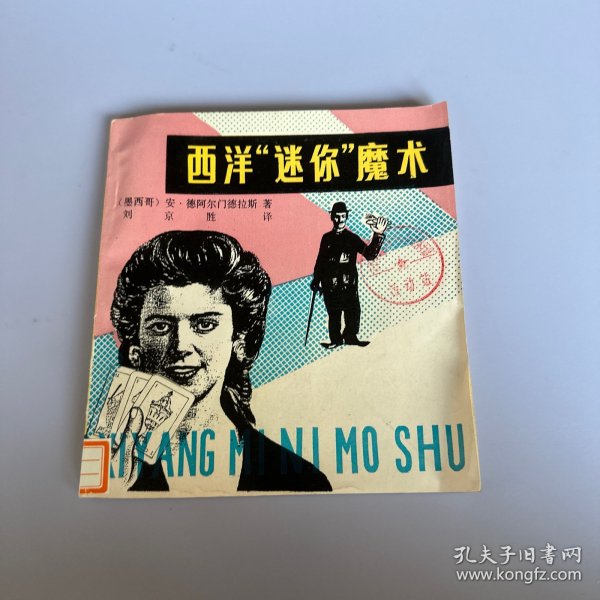 西洋“迷你”魔术
（墨西哥）安·德阿尔门德拉斯 著
刘京胜 译
XIYANG MI NI MO SHU
孔夫子旧书网
www.kongfz.com